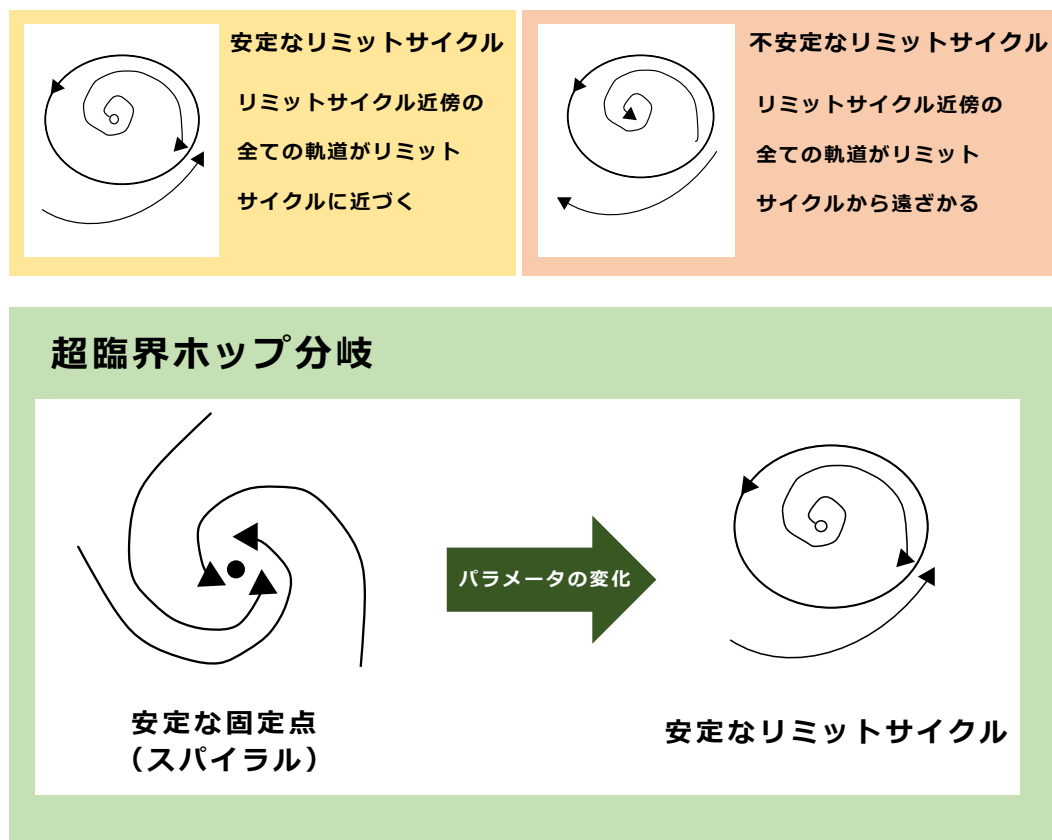 安定なリミットサイクル
リミットサイクル近傍の
全ての軌道がリミット
サイクルに近づく
不安定なリミットサイクル
リミットサイクル近傍の
全ての軌道がリミット
サイクルから遠ざかる
超臨界ホップ分岐
パラメータの変化
安定な固定点
（スパイラル）
安定なリミットサイクル